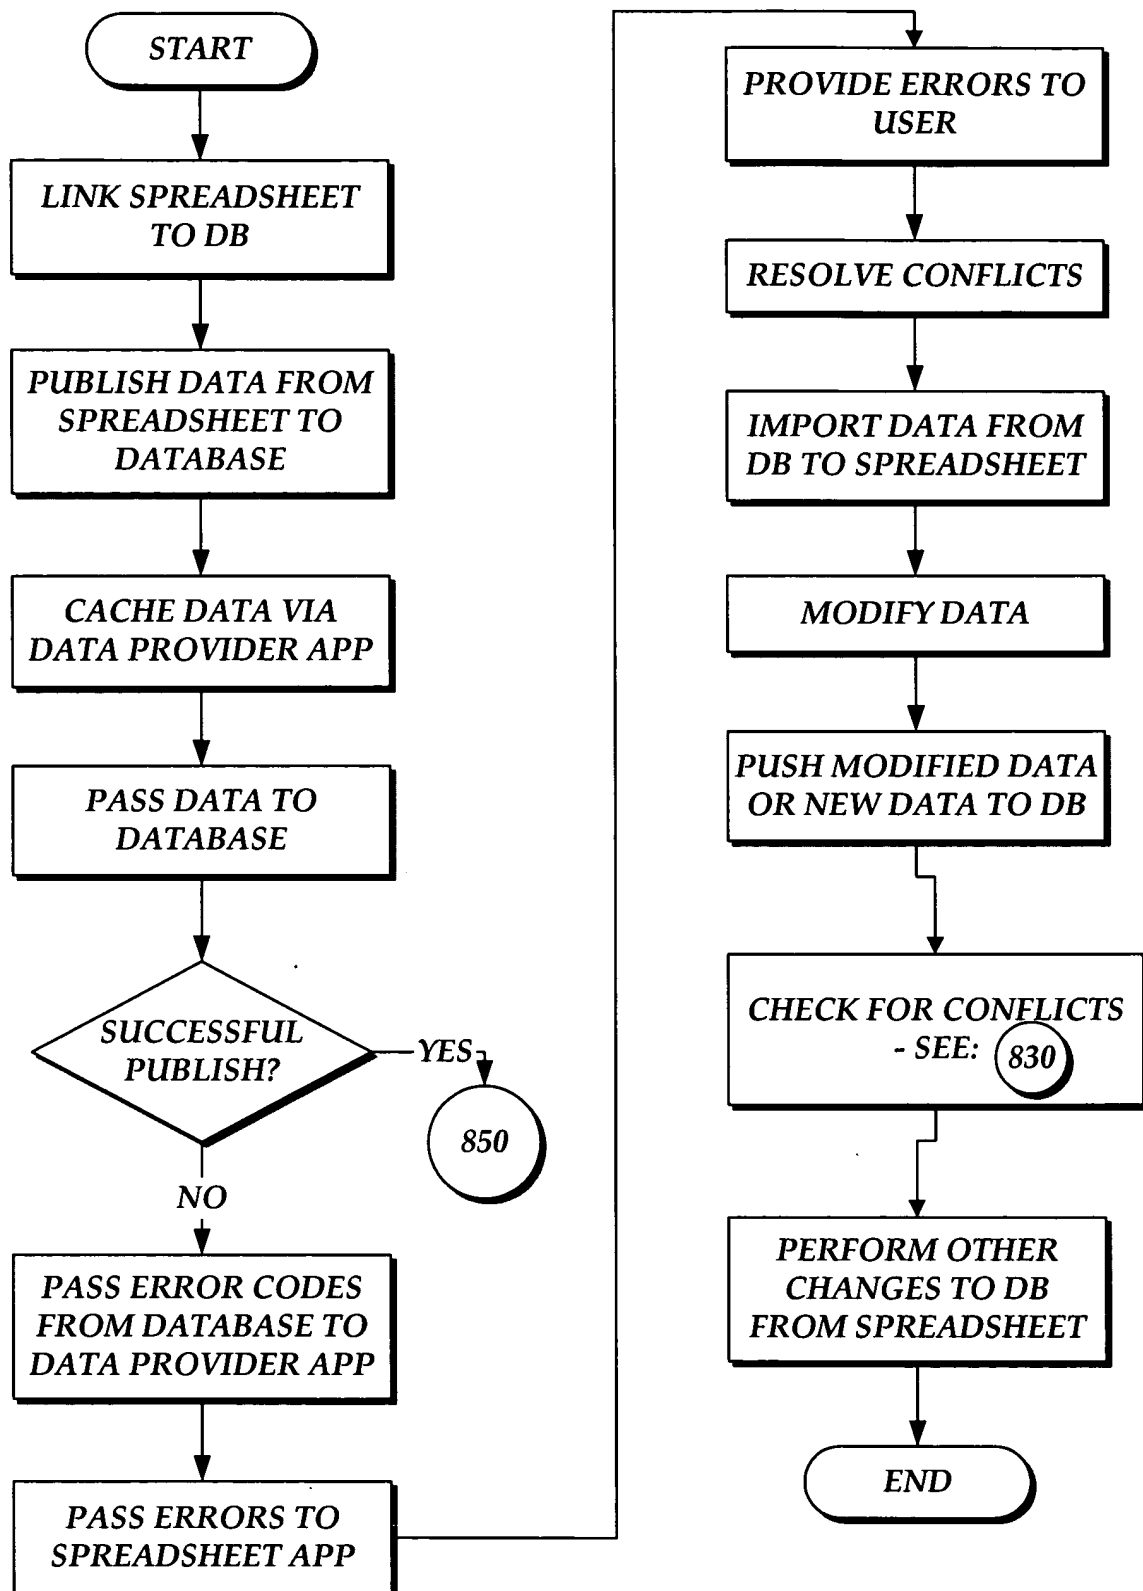 START
LINK SPREADSHEET
TO DB
PUBLISH DATA FROM
SPREADSHEET TO
DATABASE
CACHE DATA VIA
DATA PROVIDER APP
PASS DATA TO
DATABASE
SUCCESSFUL
PUBLISH?
YES
850
NO
PASS ERROR CODES
FROM DATABASE TO
DATA PROVIDER APP
PASS ERRORS TO
SPREADSHEET APP
PROVIDE ERRORS TO
USER
RESOLVE CONFLICTS
IMPORT DATA FROM
DB TO SPREADSHEET
MODIFY DATA
PUSH MODIFIED DATA
OR NEW DATA TO DB
CHECK FOR CONFLICTS
- SEE: 830
PERFORM OTHER
CHANGES TO DB
FROM SPREADSHEET
END